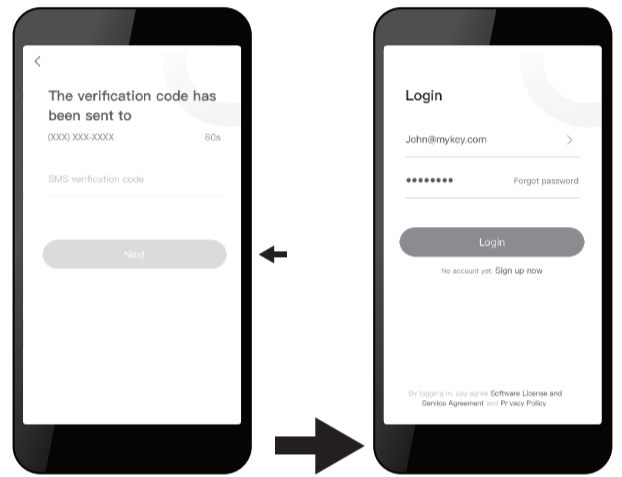 The verification code has
been sent to
(XXX) XXX-XXXX 60s
SMS verification code
Next
Login
John@mykey.com
Forgot password
Login
No account yet. Sign up now
By logging in, you agree Software License and
Service Agreement and Privacy Policy